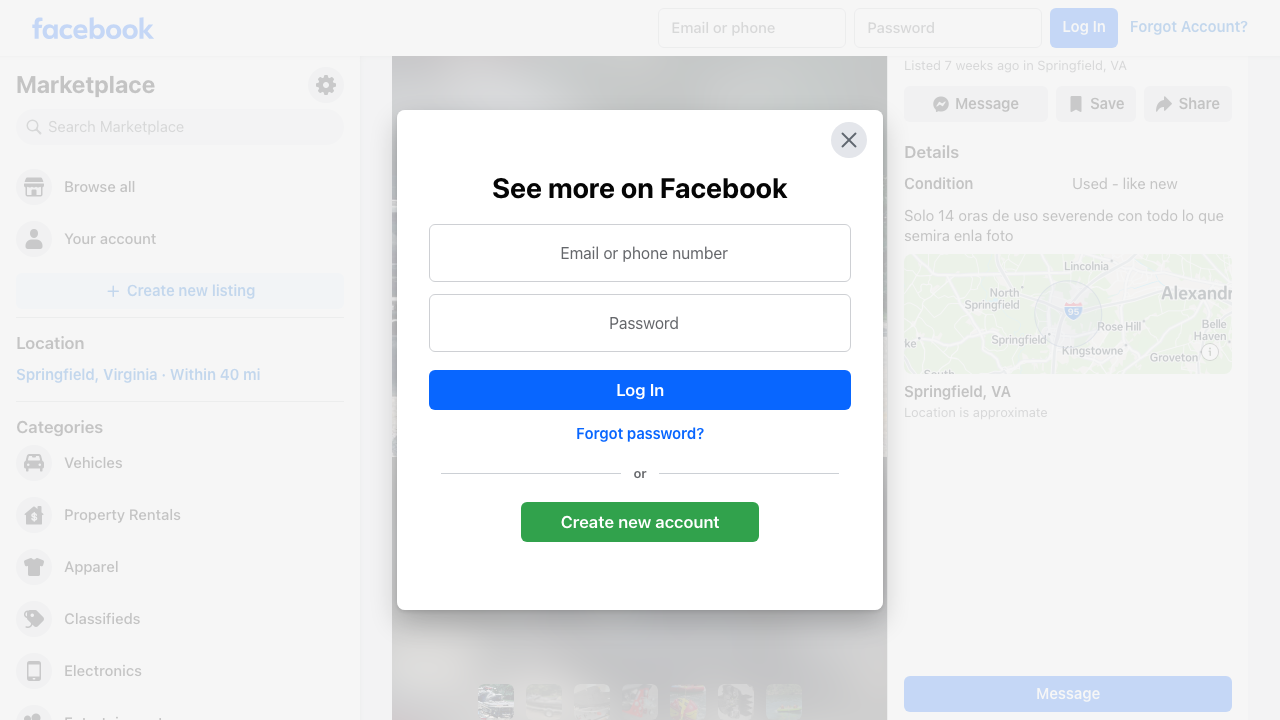 facebook
Email or phone
Password
Log In
Forgot Account?
Marketplace
Search Marketplace
Browse all
Your account
Create new listing
Location
Springfield, Virginia · Within 40 mi
Categories
Vehicles
Property Rentals
Apparel
Classifieds
Electronics
See more on Facebook
Email or phone number
Password
Log In
Forgot password?
or
Create new account
Listed 7 weeks ago in Springfield, VA
Message
Save
Share
Details
Condition
Used - like new
Solo 14 oras de uso severende con todo lo que
semira enla foto
Lincolnia
North
Springfield
Alexandr
95
Rose Hill
Belle
Haven
Springfield
Kingstowne
Groveton
Springfield, VA
Location is approximate
Message